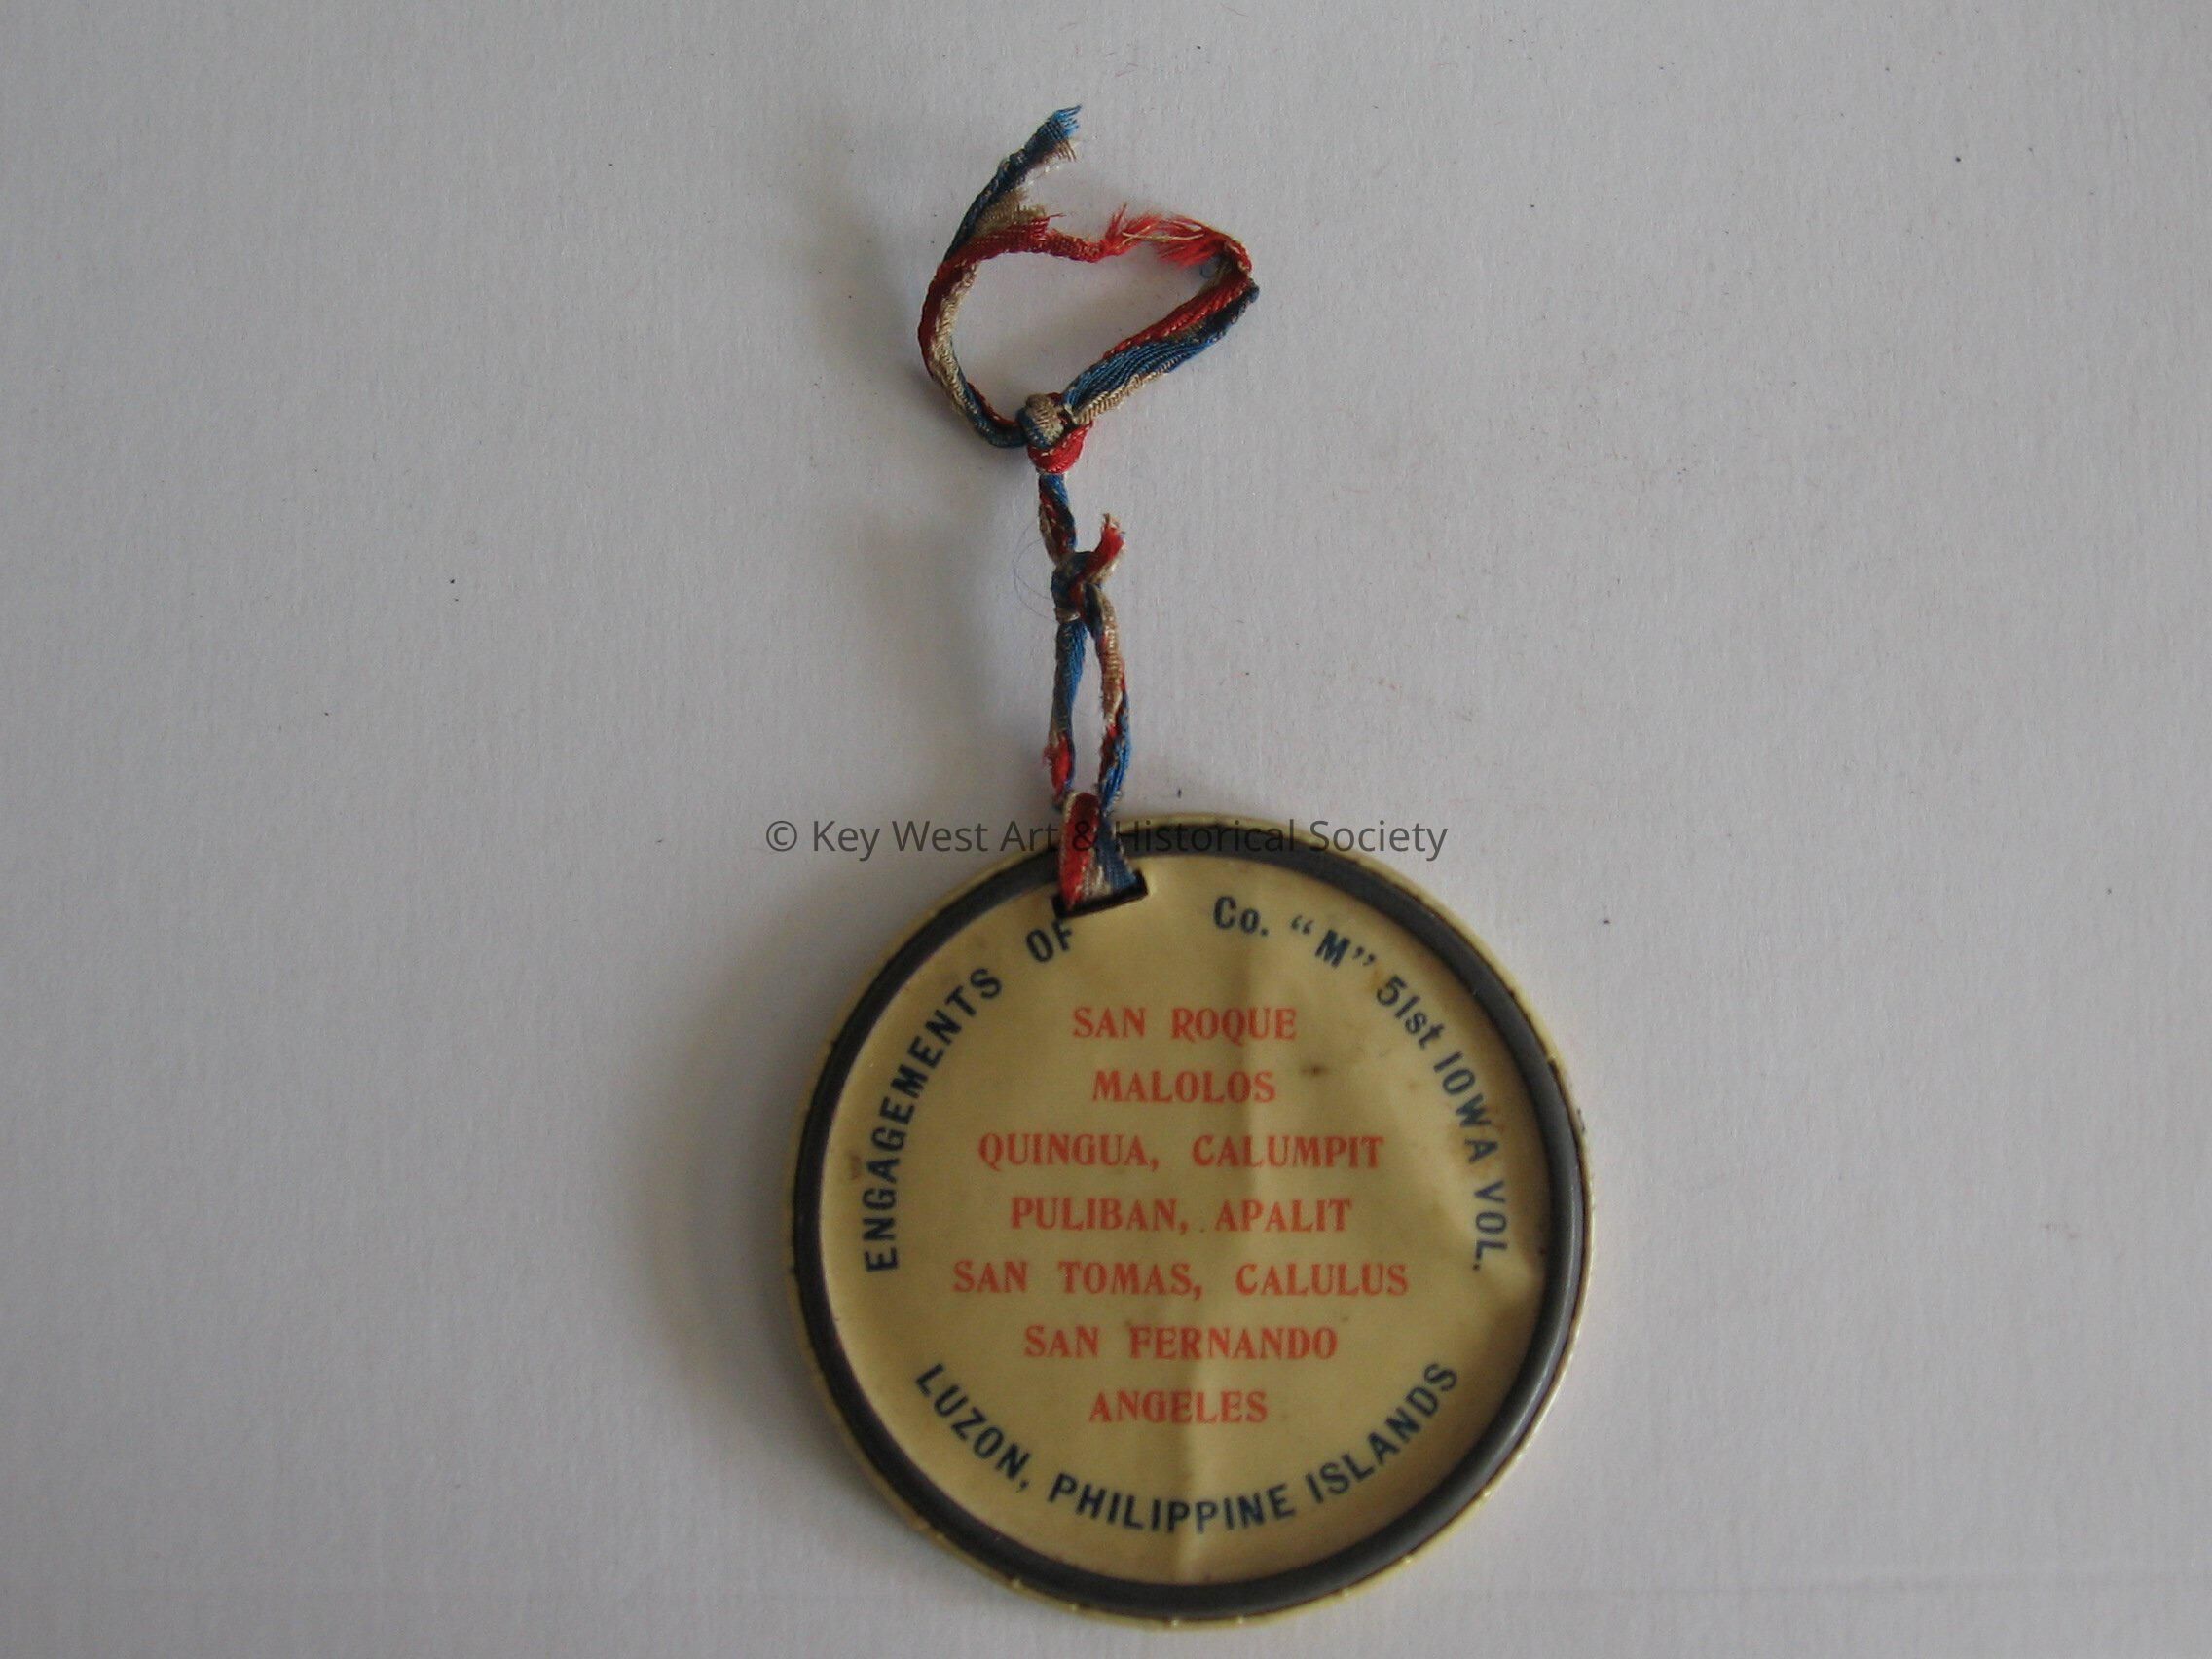 © Key West Art & Historical Society
ENGAGEMENTS OF Co. “M” 51st IOWA VOL.
SAN ROQUE
MALOLOS
QUINGUA, CALUMPIT
PULIBAN, APALIT
SAN TOMAS, CALULUS
SAN FERNANDO
ANGELES
LUZON, PHILIPPINE ISLANDS